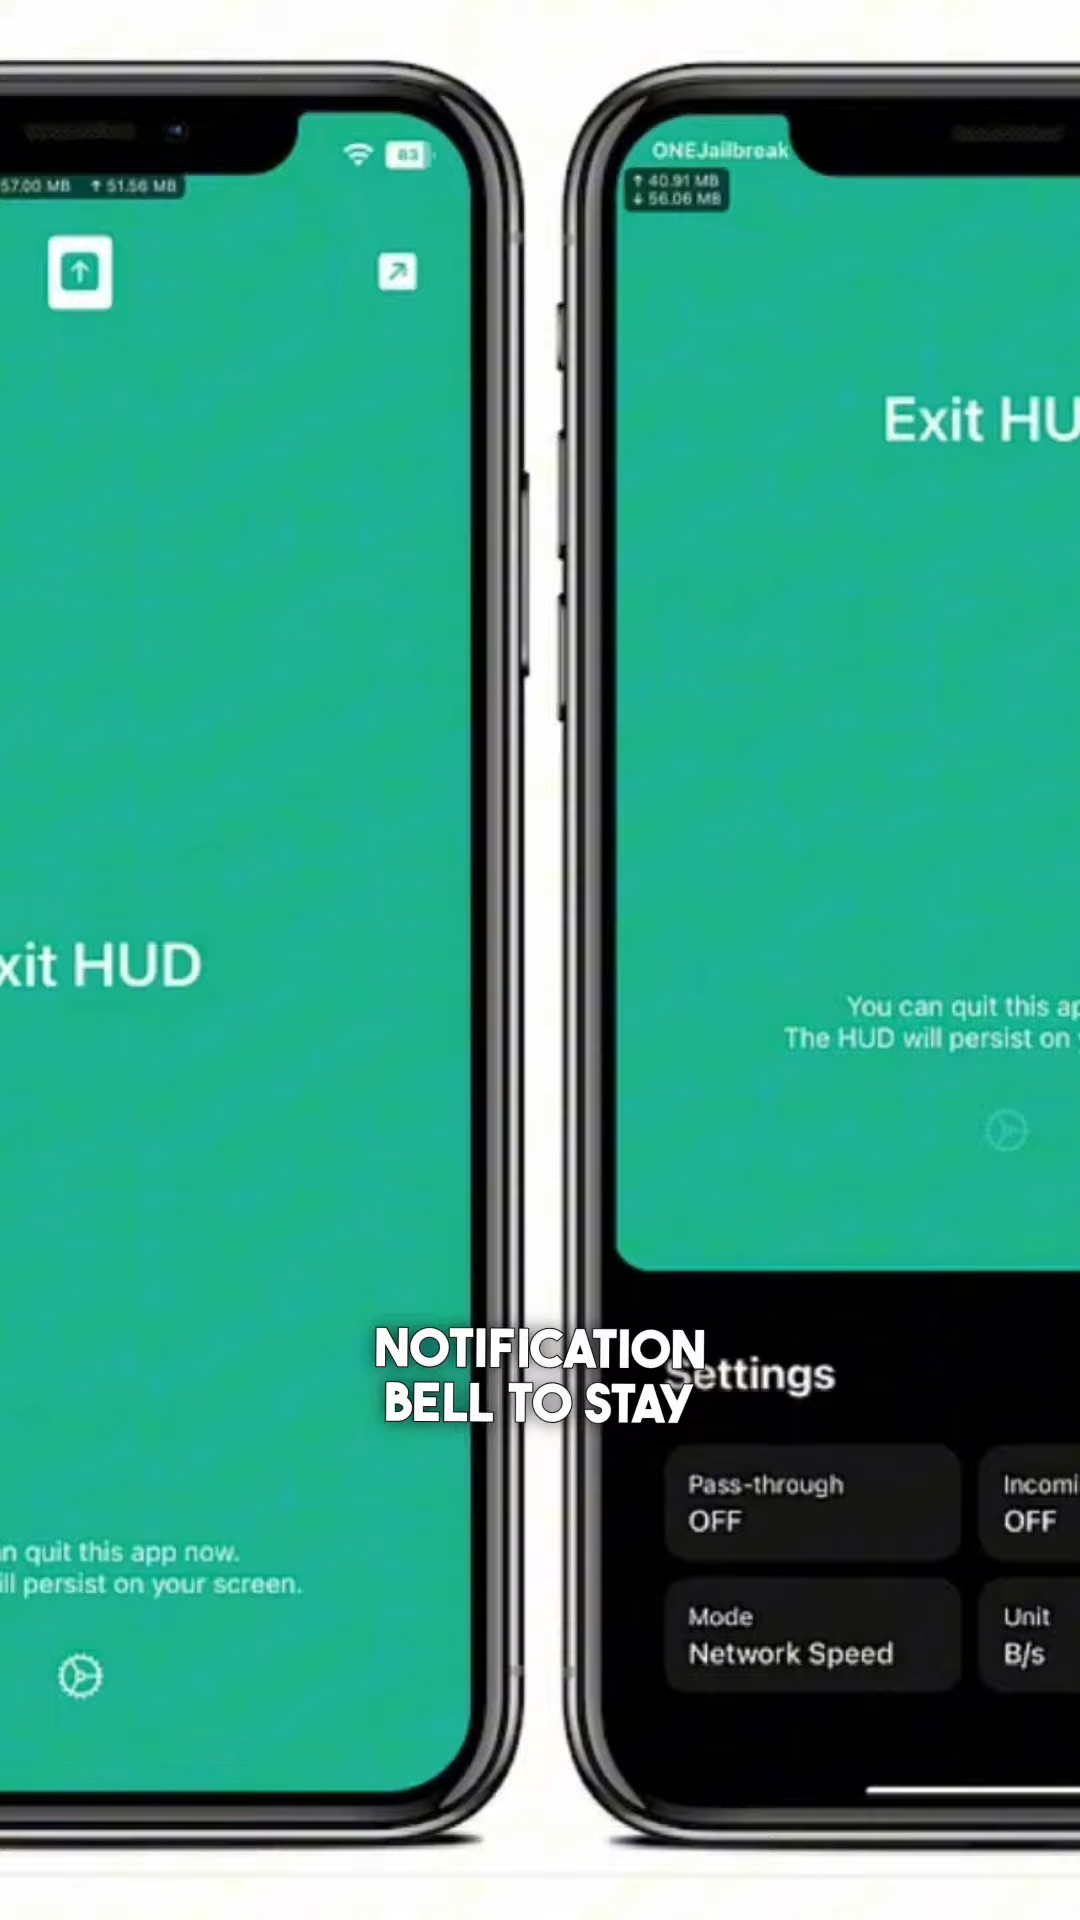 83
57.00 MB ↑ 51.56 MB
xit HUD
n quit this app now.
ill persist on your screen.
ONEJailbreak
↑ 40.91 MB
↓ 56.06 MB
Exit HU
You can quit this ap
The HUD will persist on
NOTIFICATION
BELL TO STAY
Settings
Pass-through
OFF
Incomi
OFF
Mode
Network Speed
Unit
B/s